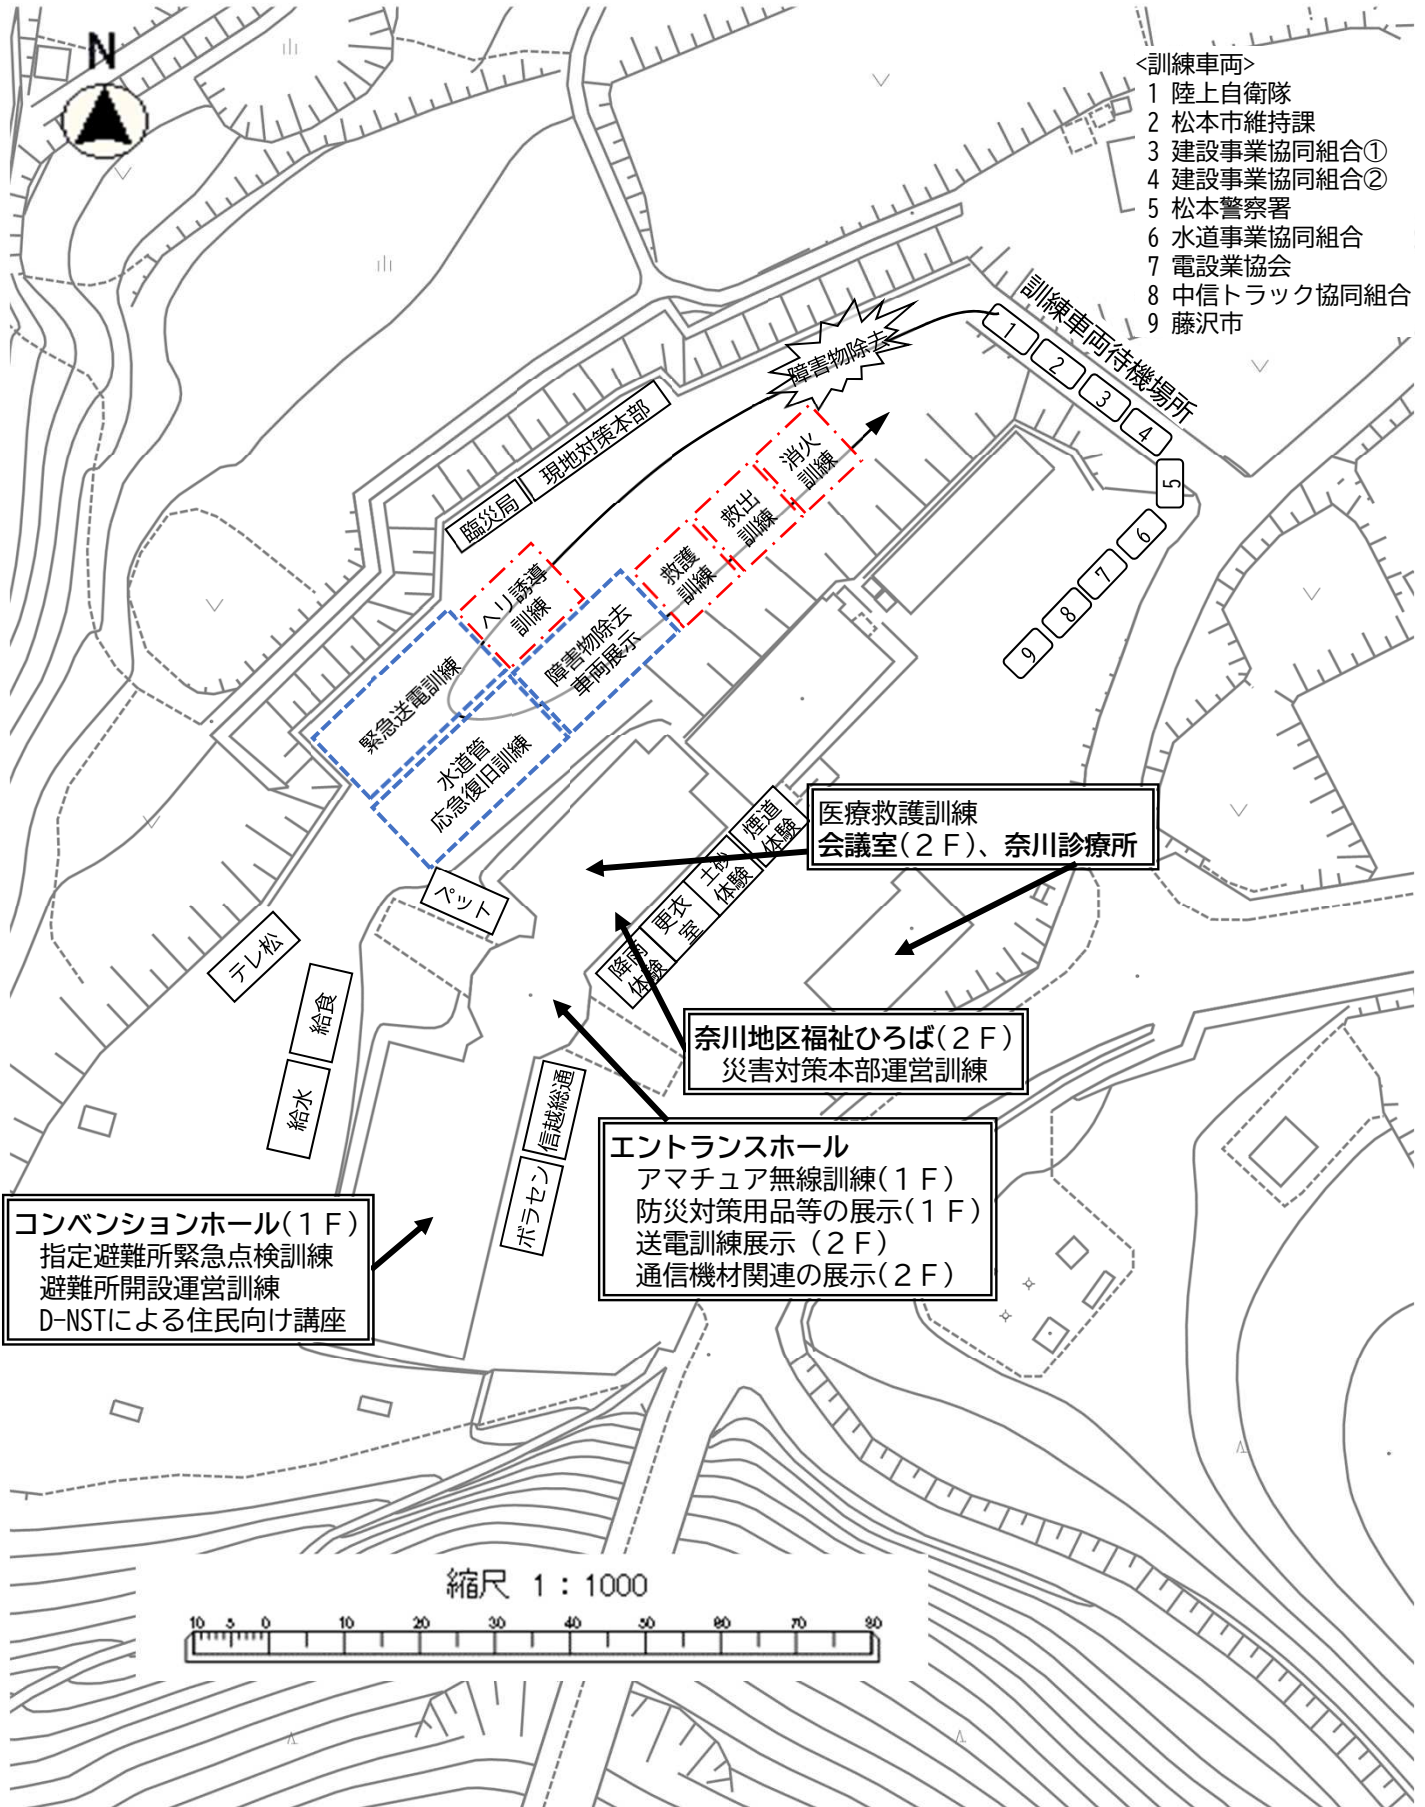 N
<訓練車両>
1 陸上自衛隊
2 松本市維持課
3 建設事業協同組合①
4 建設事業協同組合②
5 松本警察署
6 水道事業協同組合
7 電設業協会
8 中信トラック協同組合
9 藤沢市
訓練車両待機場所
1
2
3
4
5
6
7
8
9
障害物除去
現地対策本部
臨災局
消火
訓練
救出
訓練
救護
訓練
ヘリ誘導
訓練
障害物除去
車両展示
緊急送電訓練
水道管
応急復旧訓練
医療救護訓練
会議室(２Ｆ)、奈川診療所
煙道
体験
土砂
体験
更衣
室
降雨
体験
ペット
テレ松
給食
給水
奈川地区福祉ひろば(２Ｆ)
災害対策本部運営訓練
信越総通
ボラセン
エントランスホール
アマチュア無線訓練(１Ｆ)
防災対策用品等の展示(１Ｆ)
送電訓練展示（２Ｆ）
通信機材関連の展示(２Ｆ)
コンベンションホール(１Ｆ)
指定避難所緊急点検訓練
避難所開設運営訓練
D-NSTによる住民向け講座
縮尺 1：1000
10 5 0 10 20 30 40 50 60 70 80